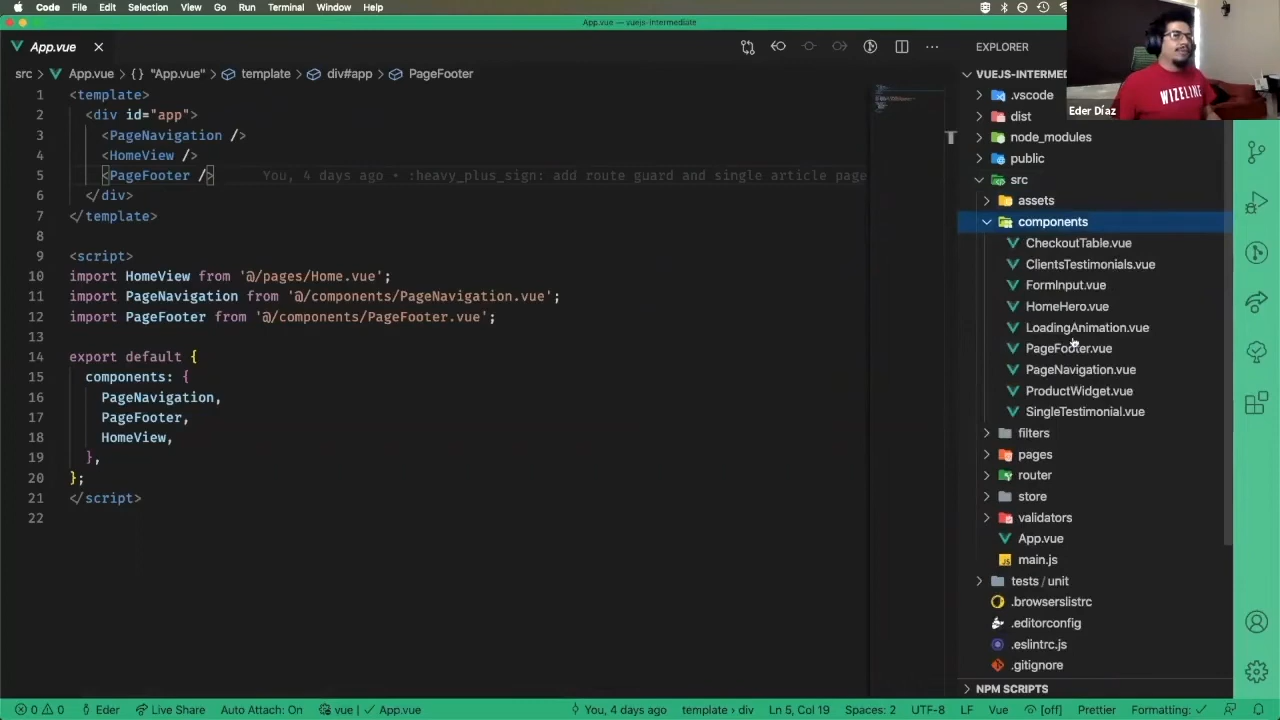 Code File Edit Selection View Go Run Terminal Window Help
App.vue — vuejs-intermediate
App.vue
src > App.vue > {} "App.vue" > template > div#app > PageFooter
1 <template>
2 <div id="app">
3 <PageNavigation />
4 <HomeView />
5 <PageFooter /> You, 4 days ago • :heavy_plus_sign: add route guard and single article page
6 </div>
7 </template>
8
9 <script>
10 import HomeView from '@/pages/Home.vue';
11 import PageNavigation from '@/components/PageNavigation.vue';
12 import PageFooter from '@/components/PageFooter.vue';
13
14 export default {
15 components: {
16 PageNavigation,
17 PageFooter,
18 HomeView,
19 },
20 };
21 </script>
22
EXPLORER
VUEJS-INTERMED
.vscode
dist
node_modules
public
src
assets
components
CheckoutTable.vue
ClientsTestimonials.vue
FormInput.vue
HomeHero.vue
LoadingAnimation.vue
PageFooter.vue
PageNavigation.vue
ProductWidget.vue
SingleTestimonial.vue
filters
pages
router
store
validators
App.vue
JS main.js
tests / unit
.browserslistrc
.editorconfig
.eslintrc.js
.gitignore
NPM SCRIPTS
WIZELINE
Eder Díaz
0 0 Eder Live Share Auto Attach: On vue | ✓ App.vue You, 4 days ago template › div Ln 5, Col 19 Spaces: 2 UTF-8 LF Vue [off] Prettier Formatting: ✓